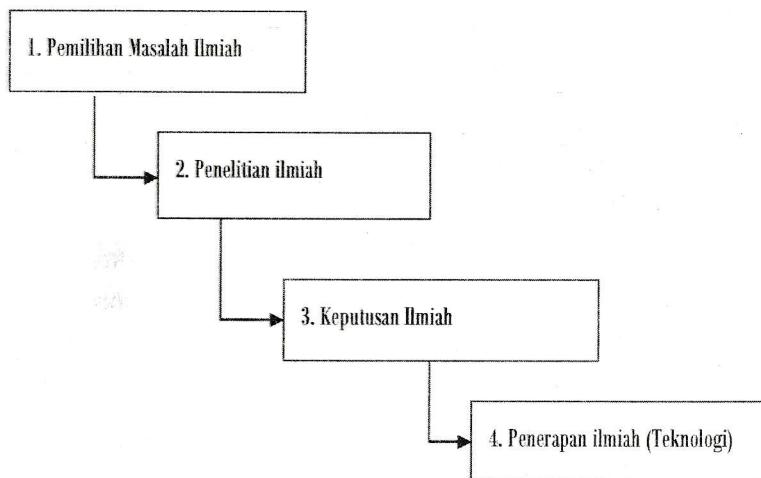 1. Pemilihan Masalah Ilmiah
2. Penelitian ilmiah
3. Keputusan Ilmiah
4. Penerapan ilmiah (Teknologi)